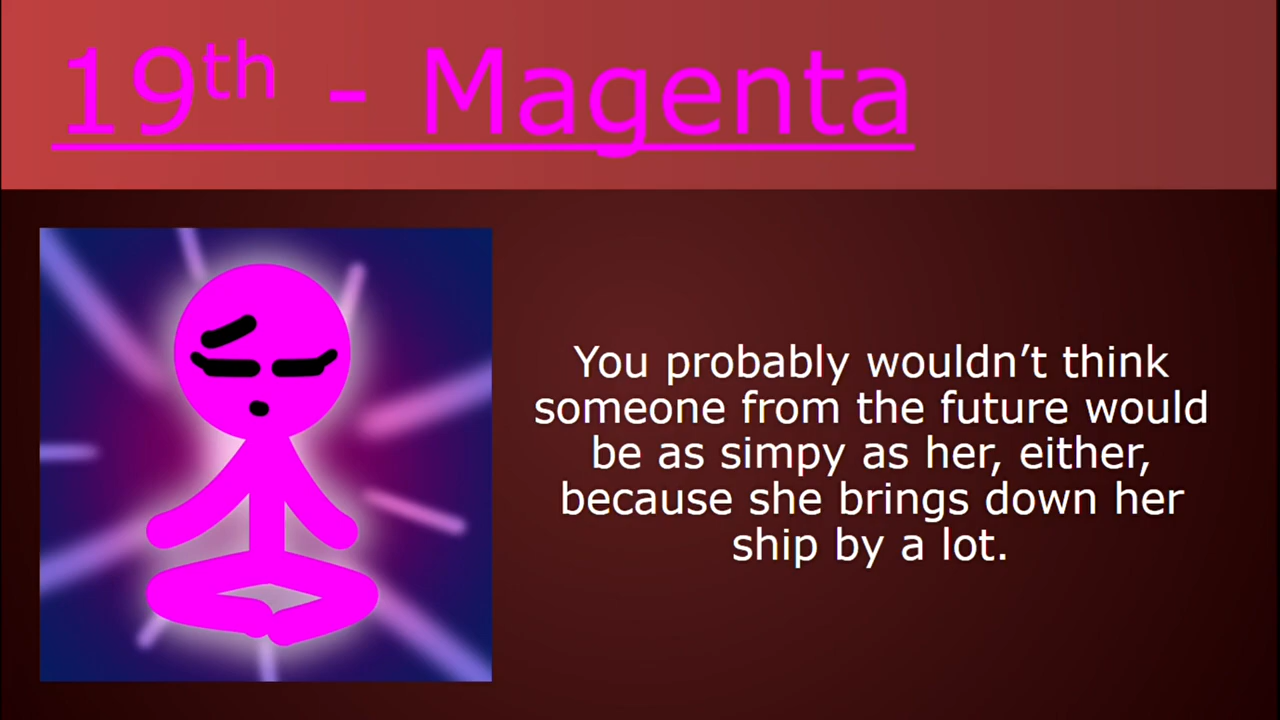 19th - Magenta
You probably wouldn’t think
someone from the future would
be as simpy as her, either,
because she brings down her
ship by a lot.